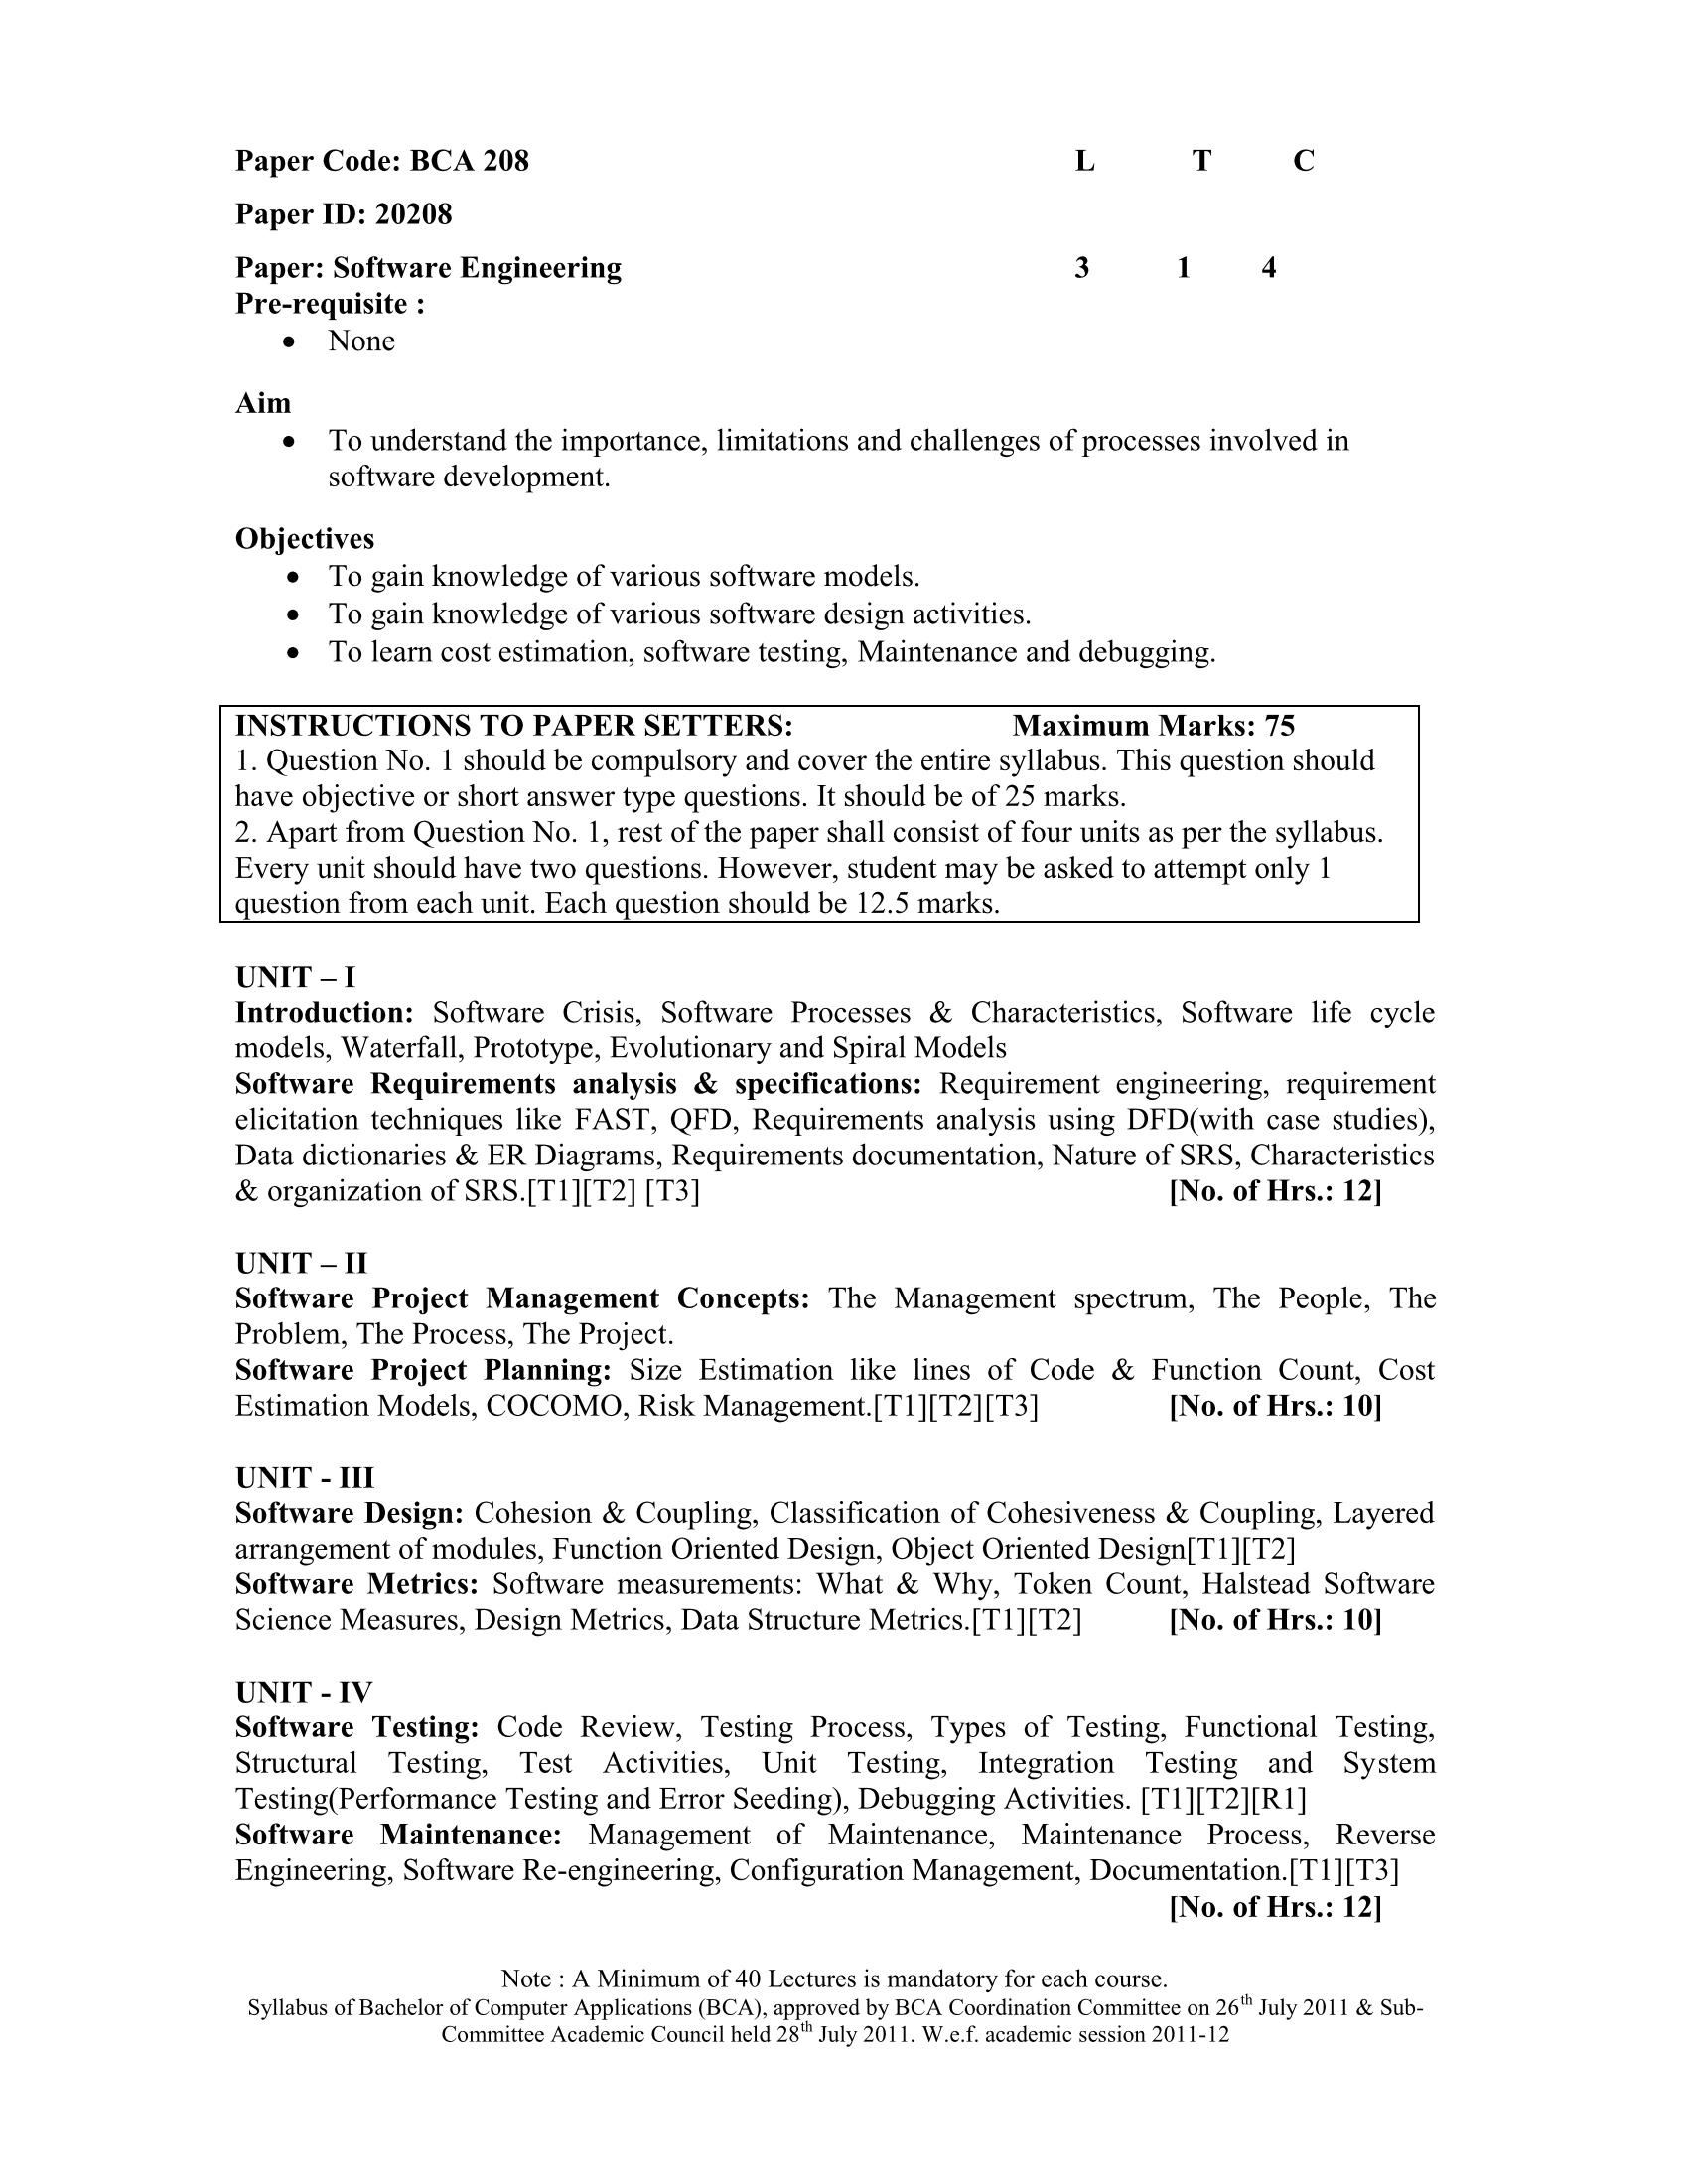 Paper Code: BCA 208 L T C
Paper ID: 20208
Paper: Software Engineering 3 1 4
Pre-requisite :
• None
Aim
• To understand the importance, limitations and challenges of processes involved in
software development.
Objectives
• To gain knowledge of various software models.
• To gain knowledge of various software design activities.
• To learn cost estimation, software testing, Maintenance and debugging.
INSTRUCTIONS TO PAPER SETTERS: Maximum Marks: 75
1. Question No. 1 should be compulsory and cover the entire syllabus. This question should
have objective or short answer type questions. It should be of 25 marks.
2. Apart from Question No. 1, rest of the paper shall consist of four units as per the syllabus.
Every unit should have two questions. However, student may be asked to attempt only 1
question from each unit. Each question should be 12.5 marks.
UNIT – I
Introduction: Software Crisis, Software Processes & Characteristics, Software life cycle
models, Waterfall, Prototype, Evolutionary and Spiral Models
Software Requirements analysis & specifications: Requirement engineering, requirement
elicitation techniques like FAST, QFD, Requirements analysis using DFD(with case studies),
Data dictionaries & ER Diagrams, Requirements documentation, Nature of SRS, Characteristics
& organization of SRS.[T1][T2] [T3] [No. of Hrs.: 12]
UNIT – II
Software Project Management Concepts: The Management spectrum, The People, The
Problem, The Process, The Project.
Software Project Planning: Size Estimation like lines of Code & Function Count, Cost
Estimation Models, COCOMO, Risk Management.[T1][T2][T3] [No. of Hrs.: 10]
UNIT - III
Software Design: Cohesion & Coupling, Classification of Cohesiveness & Coupling, Layered
arrangement of modules, Function Oriented Design, Object Oriented Design[T1][T2]
Software Metrics: Software measurements: What & Why, Token Count, Halstead Software
Science Measures, Design Metrics, Data Structure Metrics.[T1][T2] [No. of Hrs.: 10]
UNIT - IV
Software Testing: Code Review, Testing Process, Types of Testing, Functional Testing,
Structural Testing, Test Activities, Unit Testing, Integration Testing and System
Testing(Performance Testing and Error Seeding), Debugging Activities. [T1][T2][R1]
Software Maintenance: Management of Maintenance, Maintenance Process, Reverse
Engineering, Software Re-engineering, Configuration Management, Documentation.[T1][T3]
[No. of Hrs.: 12]
Note : A Minimum of 40 Lectures is mandatory for each course.
Syllabus of Bachelor of Computer Applications (BCA), approved by BCA Coordination Committee on 26th July 2011 & Sub-
Committee Academic Council held 28th July 2011. W.e.f. academic session 2011-12